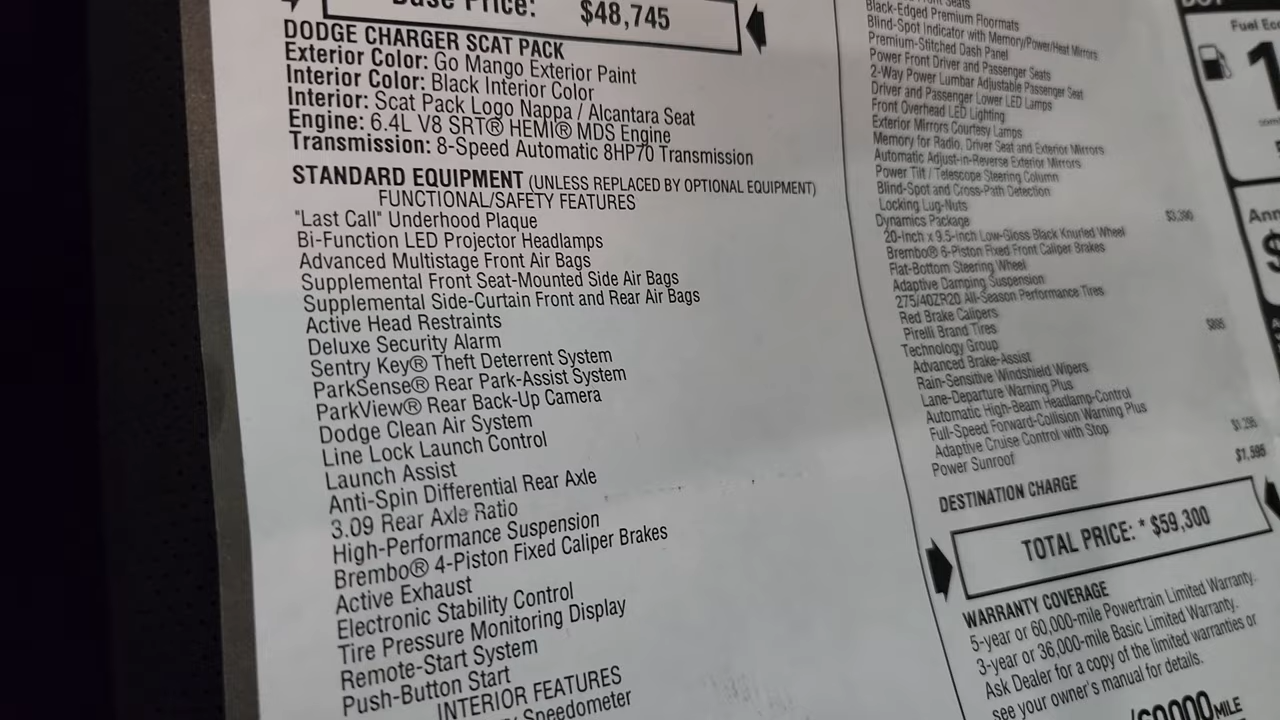 Base Price: $48,745
DODGE CHARGER SCAT PACK
Exterior Color: Go Mango Exterior Paint
Interior Color: Black Interior Color
Interior: Scat Pack Logo Nappa / Alcantara Seat
Engine: 6.4L V8 SRT® HEMI® MDS Engine
Transmission: 8-Speed Automatic 8HP70 Transmission
STANDARD EQUIPMENT (UNLESS REPLACED BY OPTIONAL EQUIPMENT)
FUNCTIONAL/SAFETY FEATURES
"Last Call" Underhood Plaque
Bi-Function LED Projector Headlamps
Advanced Multistage Front Air Bags
Supplemental Front Seat-Mounted Side Air Bags
Supplemental Side-Curtain Front and Rear Air Bags
Active Head Restraints
Deluxe Security Alarm
Sentry Key® Theft Deterrent System
ParkSense® Rear Park-Assist System
ParkView® Rear Back-Up Camera
Dodge Clean Air System
Line Lock Launch Control
Launch Assist
Anti-Spin Differential Rear Axle
3.09 Rear Axle Ratio
High-Performance Suspension
Brembo® 4-Piston Fixed Caliper Brakes
Active Exhaust
Electronic Stability Control
Tire Pressure Monitoring Display
Remote-Start System
Push-Button Start
INTERIOR FEATURES
Speedometer
Seats
Black-Edged Premium Floormats
Blind-Spot Indicator with Memory/Power/Heat Mirrors
Premium-Stitched Dash Panel
Power Front Driver and Passenger Seats
2-Way Power Lumbar Adjustable Passenger Seat
Driver and Passenger Lower LED Lamps
Front Overhead LED Lighting
Exterior Mirrors Courtesy Lamps
Memory for Radio, Driver Seat and Exterior Mirrors
Automatic Adjust-in-Reverse Exterior Mirrors
Power Tilt / Telescope Steering Column
Blind-Spot and Cross-Path Detection
Locking Lug-Nuts
Dynamics Package
20-Inch x 9.5-Inch Low-Gloss Black Knurled Wheel
Brembo® 6-Piston Fixed Front Caliper Brakes
Flat-Bottom Steering Wheel
Adaptive Damping Suspension
275/40ZR20 All-Season Performance Tires
Red Brake Calipers
Pirelli Brand Tires
Technology Group
Advanced Brake-Assist
Rain-Sensitive Windshield Wipers
Lane-Departure Warning Plus
Automatic High-Beam Headlamp-Control
Full-Speed Forward-Collision Warning Plus
Adaptive Cruise Control with Stop
Power Sunroof $1,295
DESTINATION CHARGE $1,595
TOTAL PRICE: * $59,300
WARRANTY COVERAGE
5-year or 60,000-mile Powertrain Limited Warranty.
3-year or 36,000-mile Basic Limited Warranty.
Ask Dealer for a copy of the limited warranties or
see your owner's manual for details.
MILE
Fuel
1
$